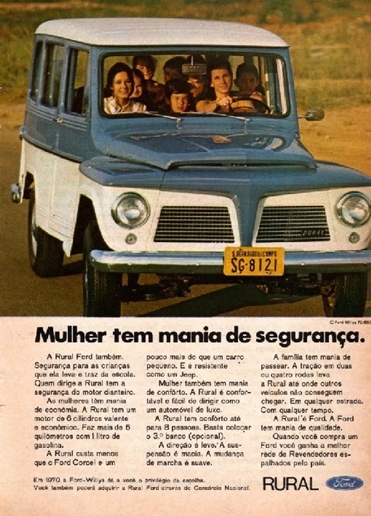 RURAL
SG-8121
© Ford Willys
Mulher tem mania de segurança.
A Rural Ford também.
Segurança para as crianças
que ela leva e traz da escola.
Quem dirige a Rural tem a
segurança do motor dianteiro.
As mulheres têm mania
de economia. A Rural tem um
motor de 6 cilindros valente
e econômico. Faz mais de 6
quilômetros com 1 litro de
gasolina.
A Rural custa menos
que o Ford Corcel e um
pouco mais do que um carro
pequeno. E é resistente
como um Jeep.
Mulher também tem mania
de confôrto. A Rural é confor-
tável e fácil de dirigir como
um automóvel de luxo.
A Rural tem confôrto até
para 8 pessoas. Basta colocar
o 3.º banco (opcional).
A direção é leve. A sus-
pensão é macia. A mudança
de marcha é suave.
A família tem mania de
passear. A tração em duas
ou quatro rodas leva
a Rural até onde outros
veículos não conseguem
chegar. Em qualquer estrada.
Com qualquer tempo.
A Rural é Ford. A Ford
tem mania de qualidade.
Quando você compra um
Ford você ganha a melhor
rede de Revendedores es-
palhados pelo país.
Em 1970 a Ford-Willys dá a você o privilégio da escolha.
Você também poderá adquirir a Rural Ford através do Consórcio Nacional.
RURAL
Ford